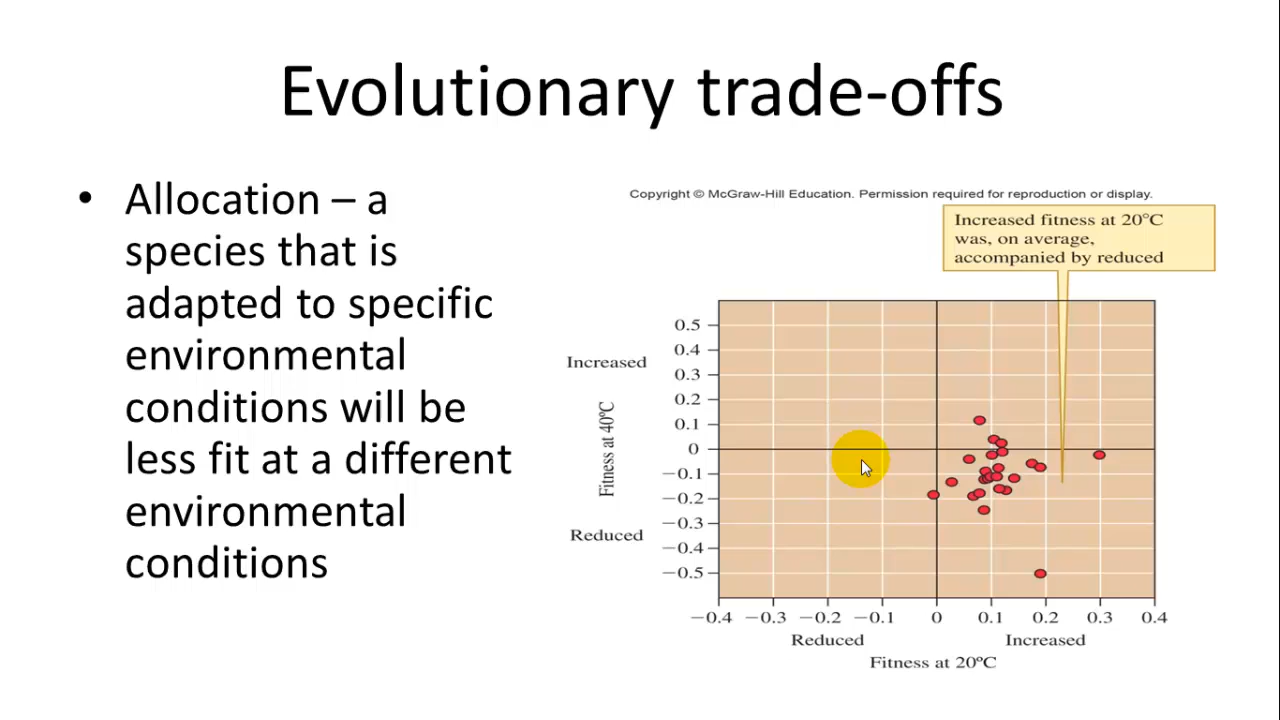 Evolutionary trade-offs
• Allocation – a
species that is
adapted to specific
environmental
conditions will be
less fit at a different
environmental
conditions
Copyright © McGraw-Hill Education. Permission required for reproduction or display.
Increased fitness at 20°C
was, on average,
accompanied by reduced
0.5
0.4
Increased
0.3
0.2
0.1
0
Fitness at 40ºC
−0.1
−0.2
−0.3
Reduced
−0.4
−0.5
−0.4 −0.3 −0.2 −0.1 0 0.1 0.2 0.3 0.4
Reduced Increased
Fitness at 20ºC